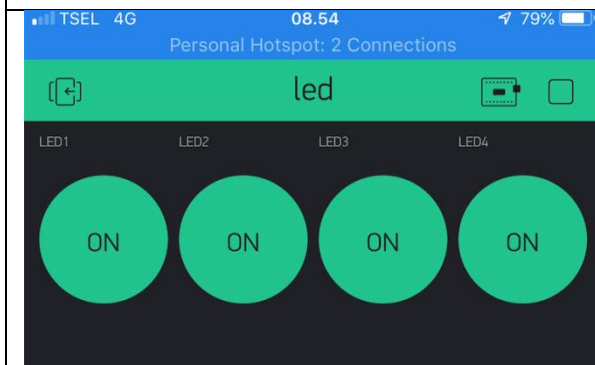 TSEL 4G 08.54 79%
Personal Hotspot: 2 Connections
led
LED1 LED2 LED3 LED4
ON ON ON ON